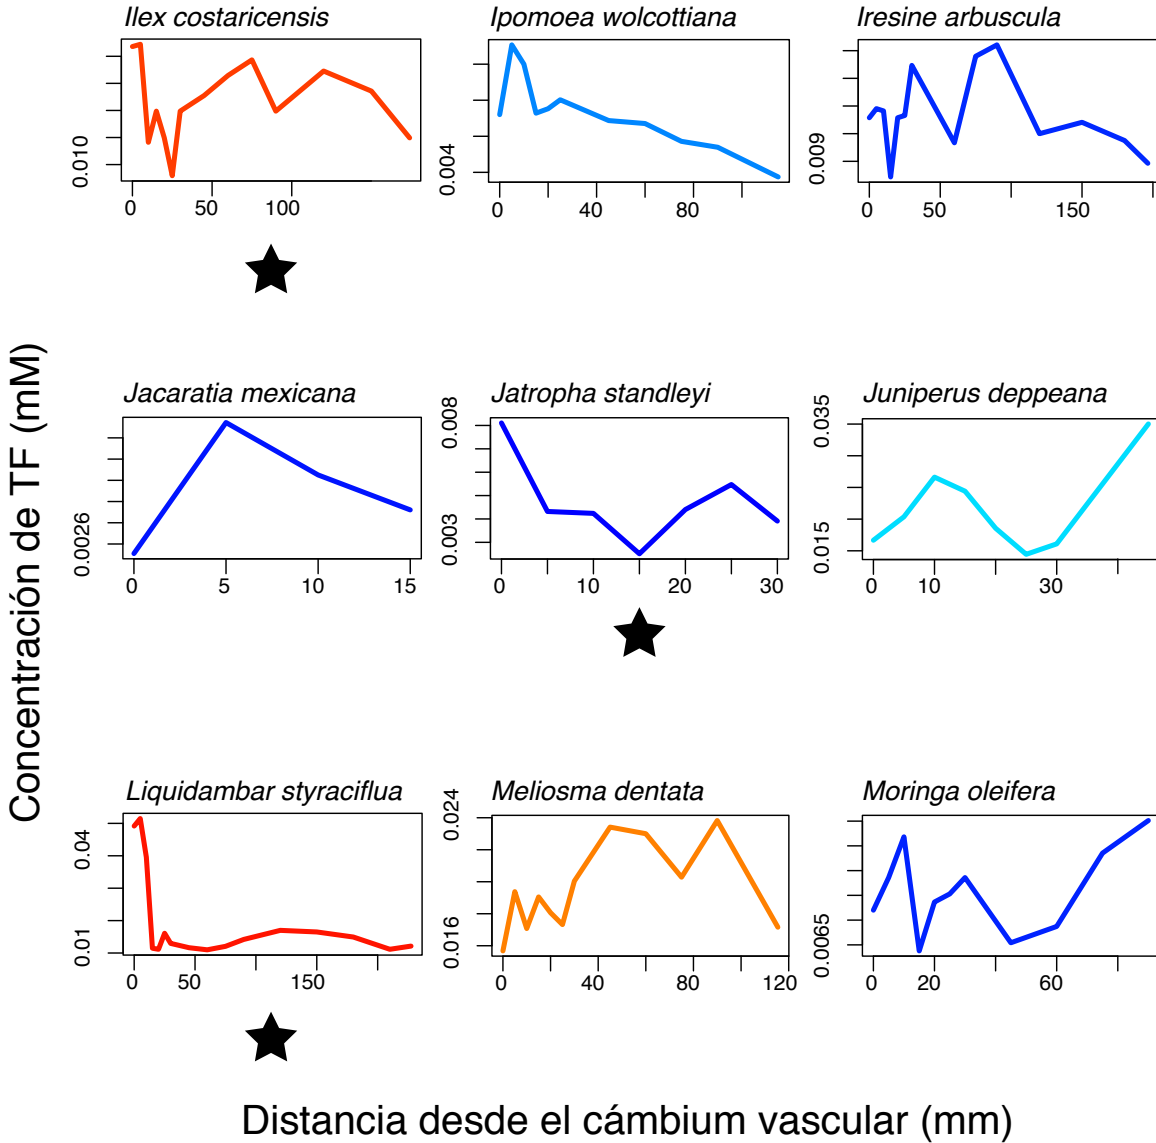 Ilex costaricensis
Ipomoea wolcottiana
Iresine arbuscula
0.010
0 50 100
0.004
0 40 80
0.009
0 50 150
Concentración de TF (mM)
Jacaratia mexicana
Jatropha standleyi
Juniperus deppeana
0.0026
0 5 10 15
0.008
0.003
0 10 20 30
0.035
0.015
0 10 30
Liquidambar styraciflua
Meliosma dentata
Moringa oleifera
0.04
0.01
0 50 150
0.024
0.016
0 40 80 120
0.0065
0 20 60
Distancia desde el cámbium vascular (mm)